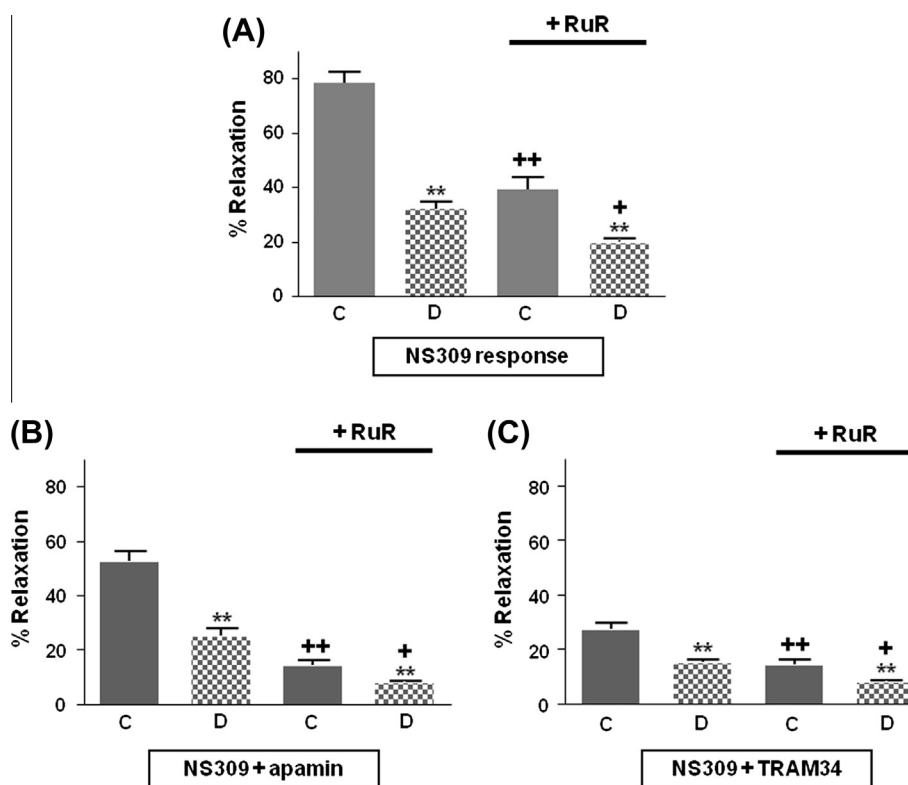 (A)
+ RuR
% Relaxation
80
60
40
20
0
**
++
+
**
C
D
C
D
NS309 response
(B)
+ RuR
% Relaxation
80
60
40
20
0
**
++
+
**
C
D
C
D
NS309 + apamin
(C)
+ RuR
% Relaxation
80
60
40
20
0
**
++
+
**
C
D
C
D
NS309 + TRAM34